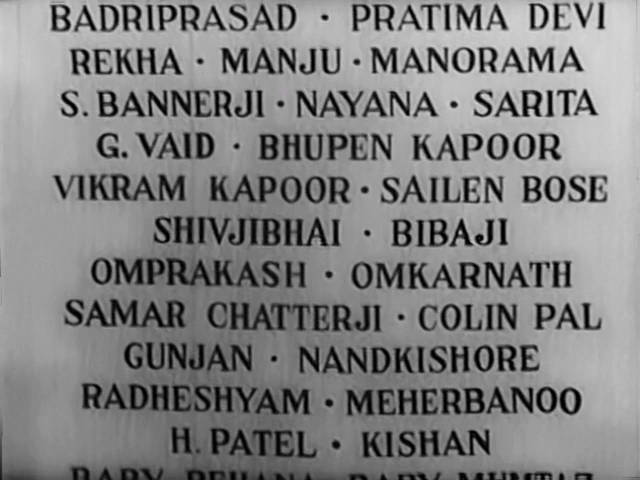 BADRIPRASAD · PRATIMA DEVI
REKHA · MANJU · MANORAMA
S. BANNERJI · NAYANA · SARITA
G. VAID · BHUPEN KAPOOR
VIKRAM KAPOOR · SAILEN BOSE
SHIVJIBHAI · BIBAJI
OMPRAKASH · OMKARNATH
SAMAR CHATTERJI · COLIN PAL
GUNJAN · NANDKISHORE
RADHESHYAM · MEHERBANOO
H. PATEL · KISHAN